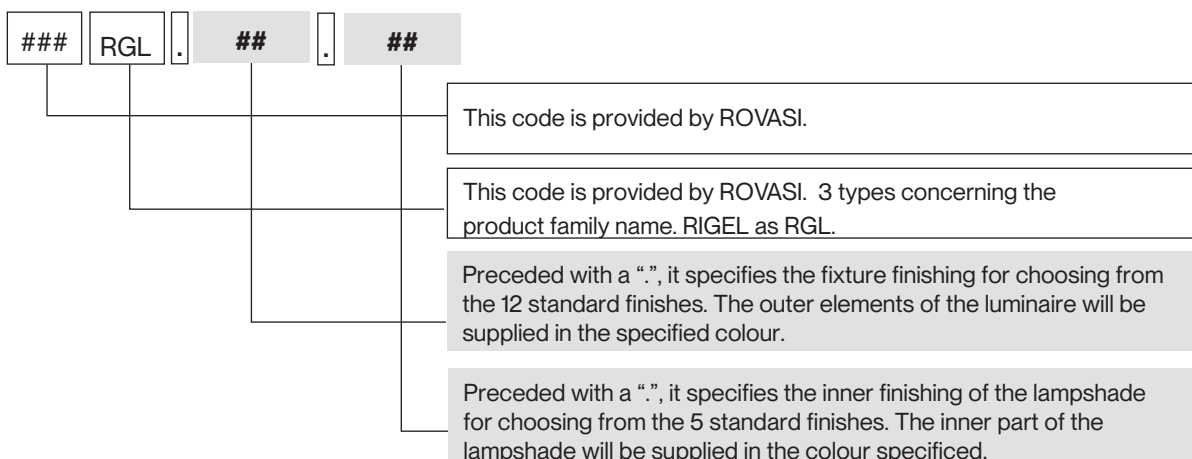 ### RGL . ## . ##
This code is provided by ROVASI.
This code is provided by ROVASI. 3 types concerning the
product family name. RIGEL as RGL.
Preceded with a “.”, it specifies the fixture finishing for choosing from
the 12 standard finishes. The outer elements of the luminaire will be
supplied in the specified colour.
Preceded with a “.”, it specifies the inner finishing of the lampshade
for choosing from the 5 standard finishes. The inner part of the
lampshade will be supplied in the colour specificed.